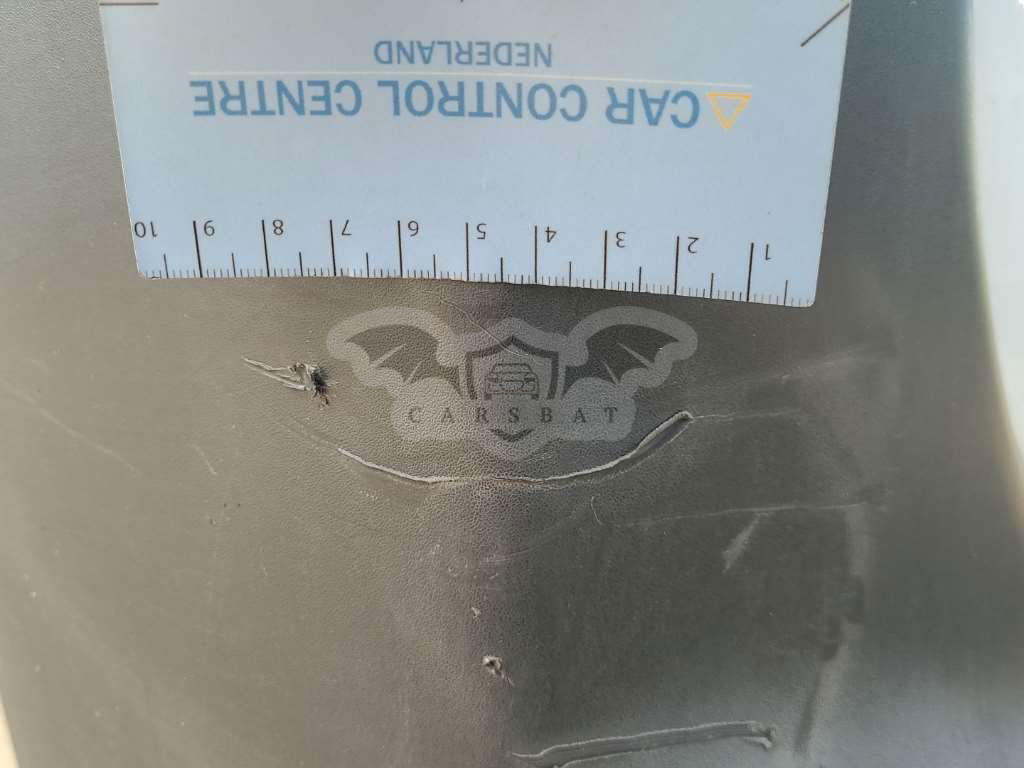 CAR CONTROL CENTRE
NEDERLAND
1 2 3 4 5 6 7 8 9 10
CARSBAT